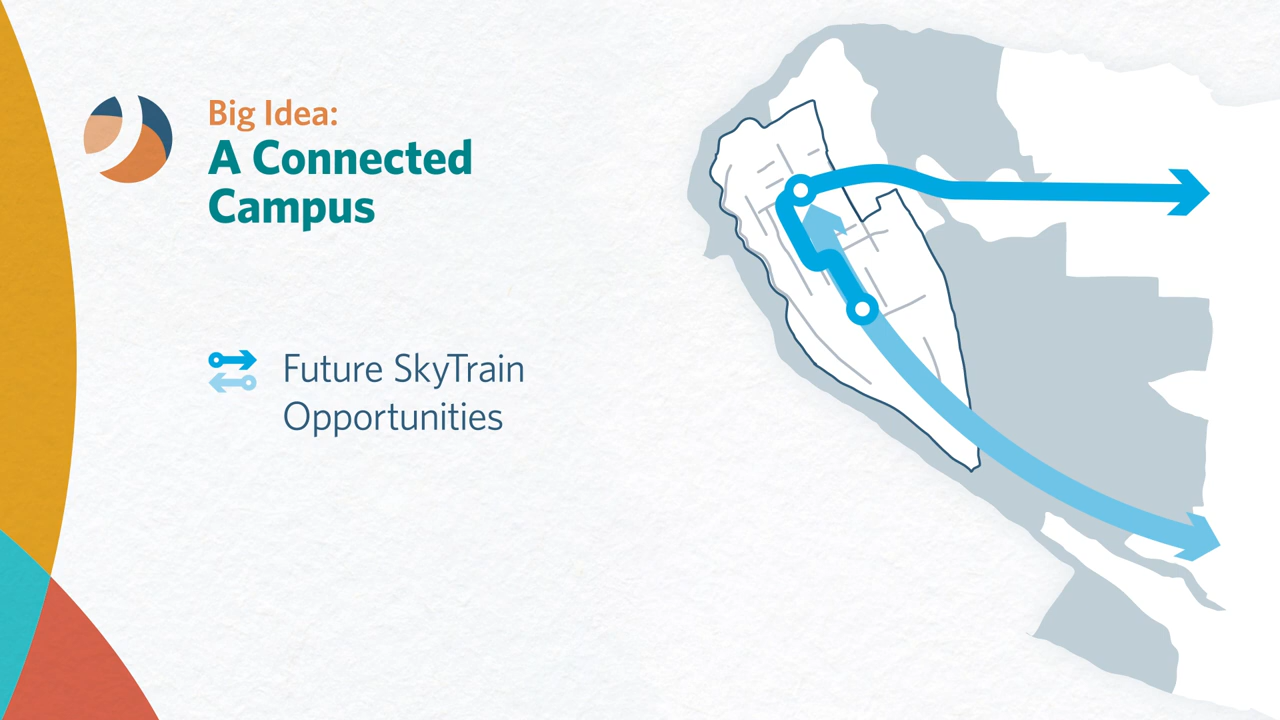 Big Idea:
A Connected
Campus
Future SkyTrain
Opportunities